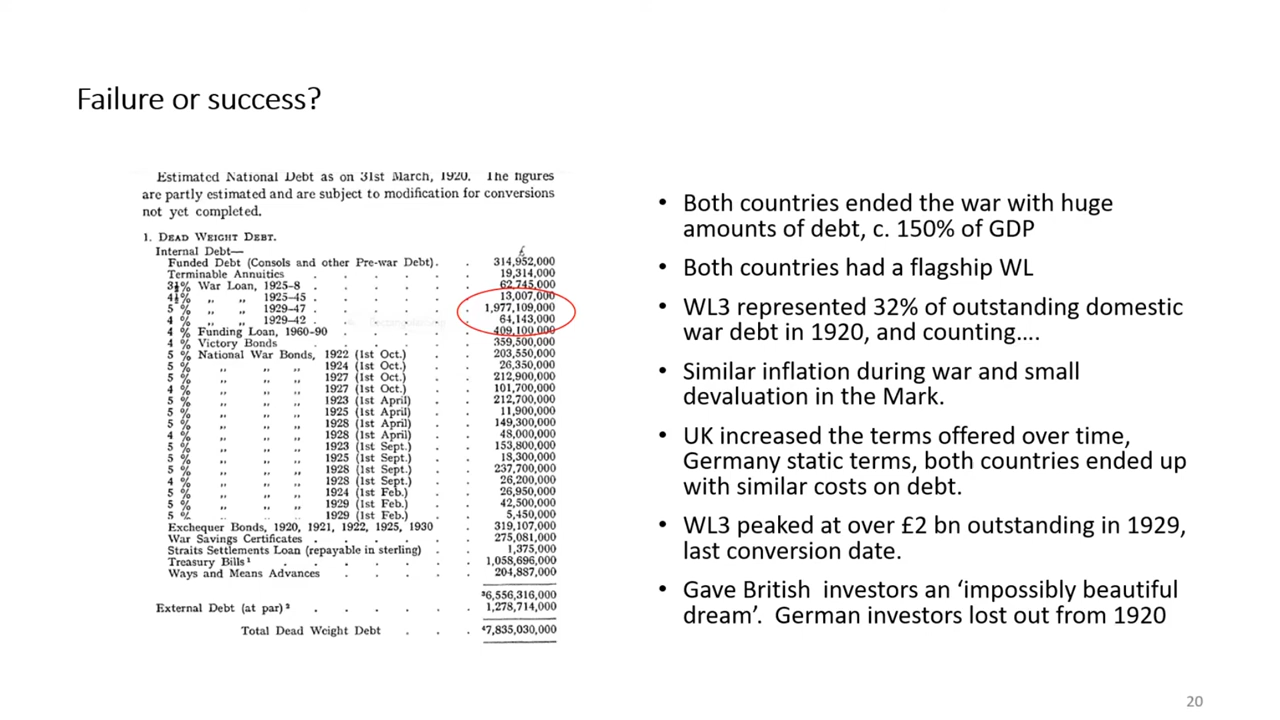 Failure or success?
Estimated National Debt as on 31st March, 1920. The figures
are partly estimated and are subject to modification for conversions
not yet completed.
1. DEAD WEIGHT DEBT.
Internal Debt— £
Funded Debt (Consols and other Pre-war Debt) . . 314,952,000
Terminable Annuities . . . . . . 19,314,000
3½% War Loan, 1925-8 . . . . . . 62,745,000
4½% ,, ,, 1925-45 . . . . . . 13,007,000
5 % ,, ,, 1929-47 . . . . . . 1,977,109,000
4 % ,, ,, 1929-42 . . . . . . 64,143,000
4 % Funding Loan, 1960-90 . . . . . 409,100,000
4 % Victory Bonds . . . . . . 359,500,000
5 % National War Bonds, 1922 (1st Oct.) . . 203,550,000
5 % ,, ,, ,, 1924 (1st Oct.) . . 26,350,000
5 % ,, ,, ,, 1927 (1st Oct.) . . 212,900,000
4 % ,, ,, ,, 1927 (1st Oct.) . . 101,700,000
5 % ,, ,, ,, 1923 (1st April) . . 212,700,000
5 % ,, ,, ,, 1925 (1st April) . . 11,900,000
5 % ,, ,, ,, 1928 (1st April) . . 149,300,000
4 % ,, ,, ,, 1928 (1st April) . . 48,000,000
5 % ,, ,, ,, 1923 (1st Sept.) . . 153,800,000
5 % ,, ,, ,, 1925 (1st Sept.) . . 18,300,000
5 % ,, ,, ,, 1928 (1st Sept.) . . 237,700,000
4 % ,, ,, ,, 1928 (1st Sept.) . . 26,200,000
5 % ,, ,, ,, 1924 (1st Feb.) . . 26,950,000
5 % ,, ,, ,, 1929 (1st Feb.) . . 42,500,000
5 % ,, ,, ,, 1929 (1st Feb.) . . 5,450,000
Exchequer Bonds, 1920, 1921, 1922, 1925, 1930 . 319,107,000
War Savings Certificates . . . . . . 275,081,000
Straits Settlements Loan (repayable in sterling) . . 1,375,000
Treasury Bills¹ . . . . . . 1,058,696,000
Ways and Means Advances . . . . 204,887,000
³6,556,316,000
External Debt (at par)² . . . . . 1,278,714,000
Total Dead Weight Debt . . . ⁴7,835,030,000
• Both countries ended the war with huge
amounts of debt, c. 150% of GDP
• Both countries had a flagship WL
• WL3 represented 32% of outstanding domestic
war debt in 1920, and counting....
• Similar inflation during war and small
devaluation in the Mark.
• UK increased the terms offered over time,
Germany static terms, both countries ended up
with similar costs on debt.
• WL3 peaked at over £2 bn outstanding in 1929,
last conversion date.
• Gave British investors an ‘impossibly beautiful
dream’. German investors lost out from 1920
20